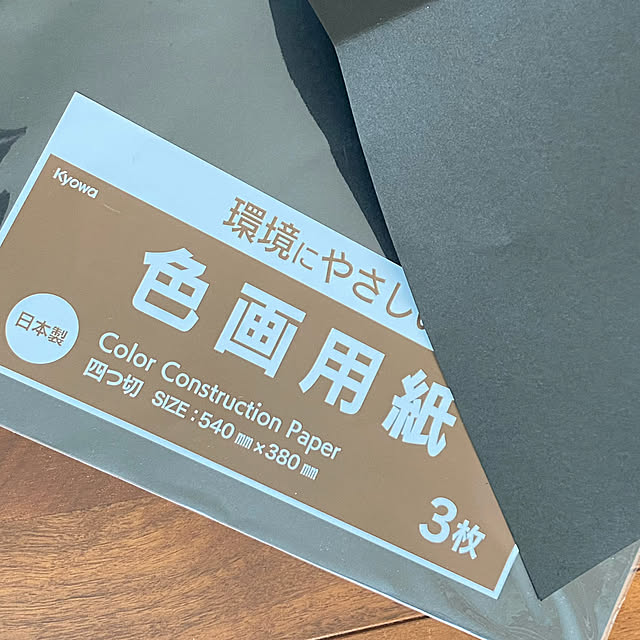 Kyowa
環境にやさし
色画用紙
日本製
Color Construction Paper
四つ切 SIZE:540㎜×380㎜
3枚